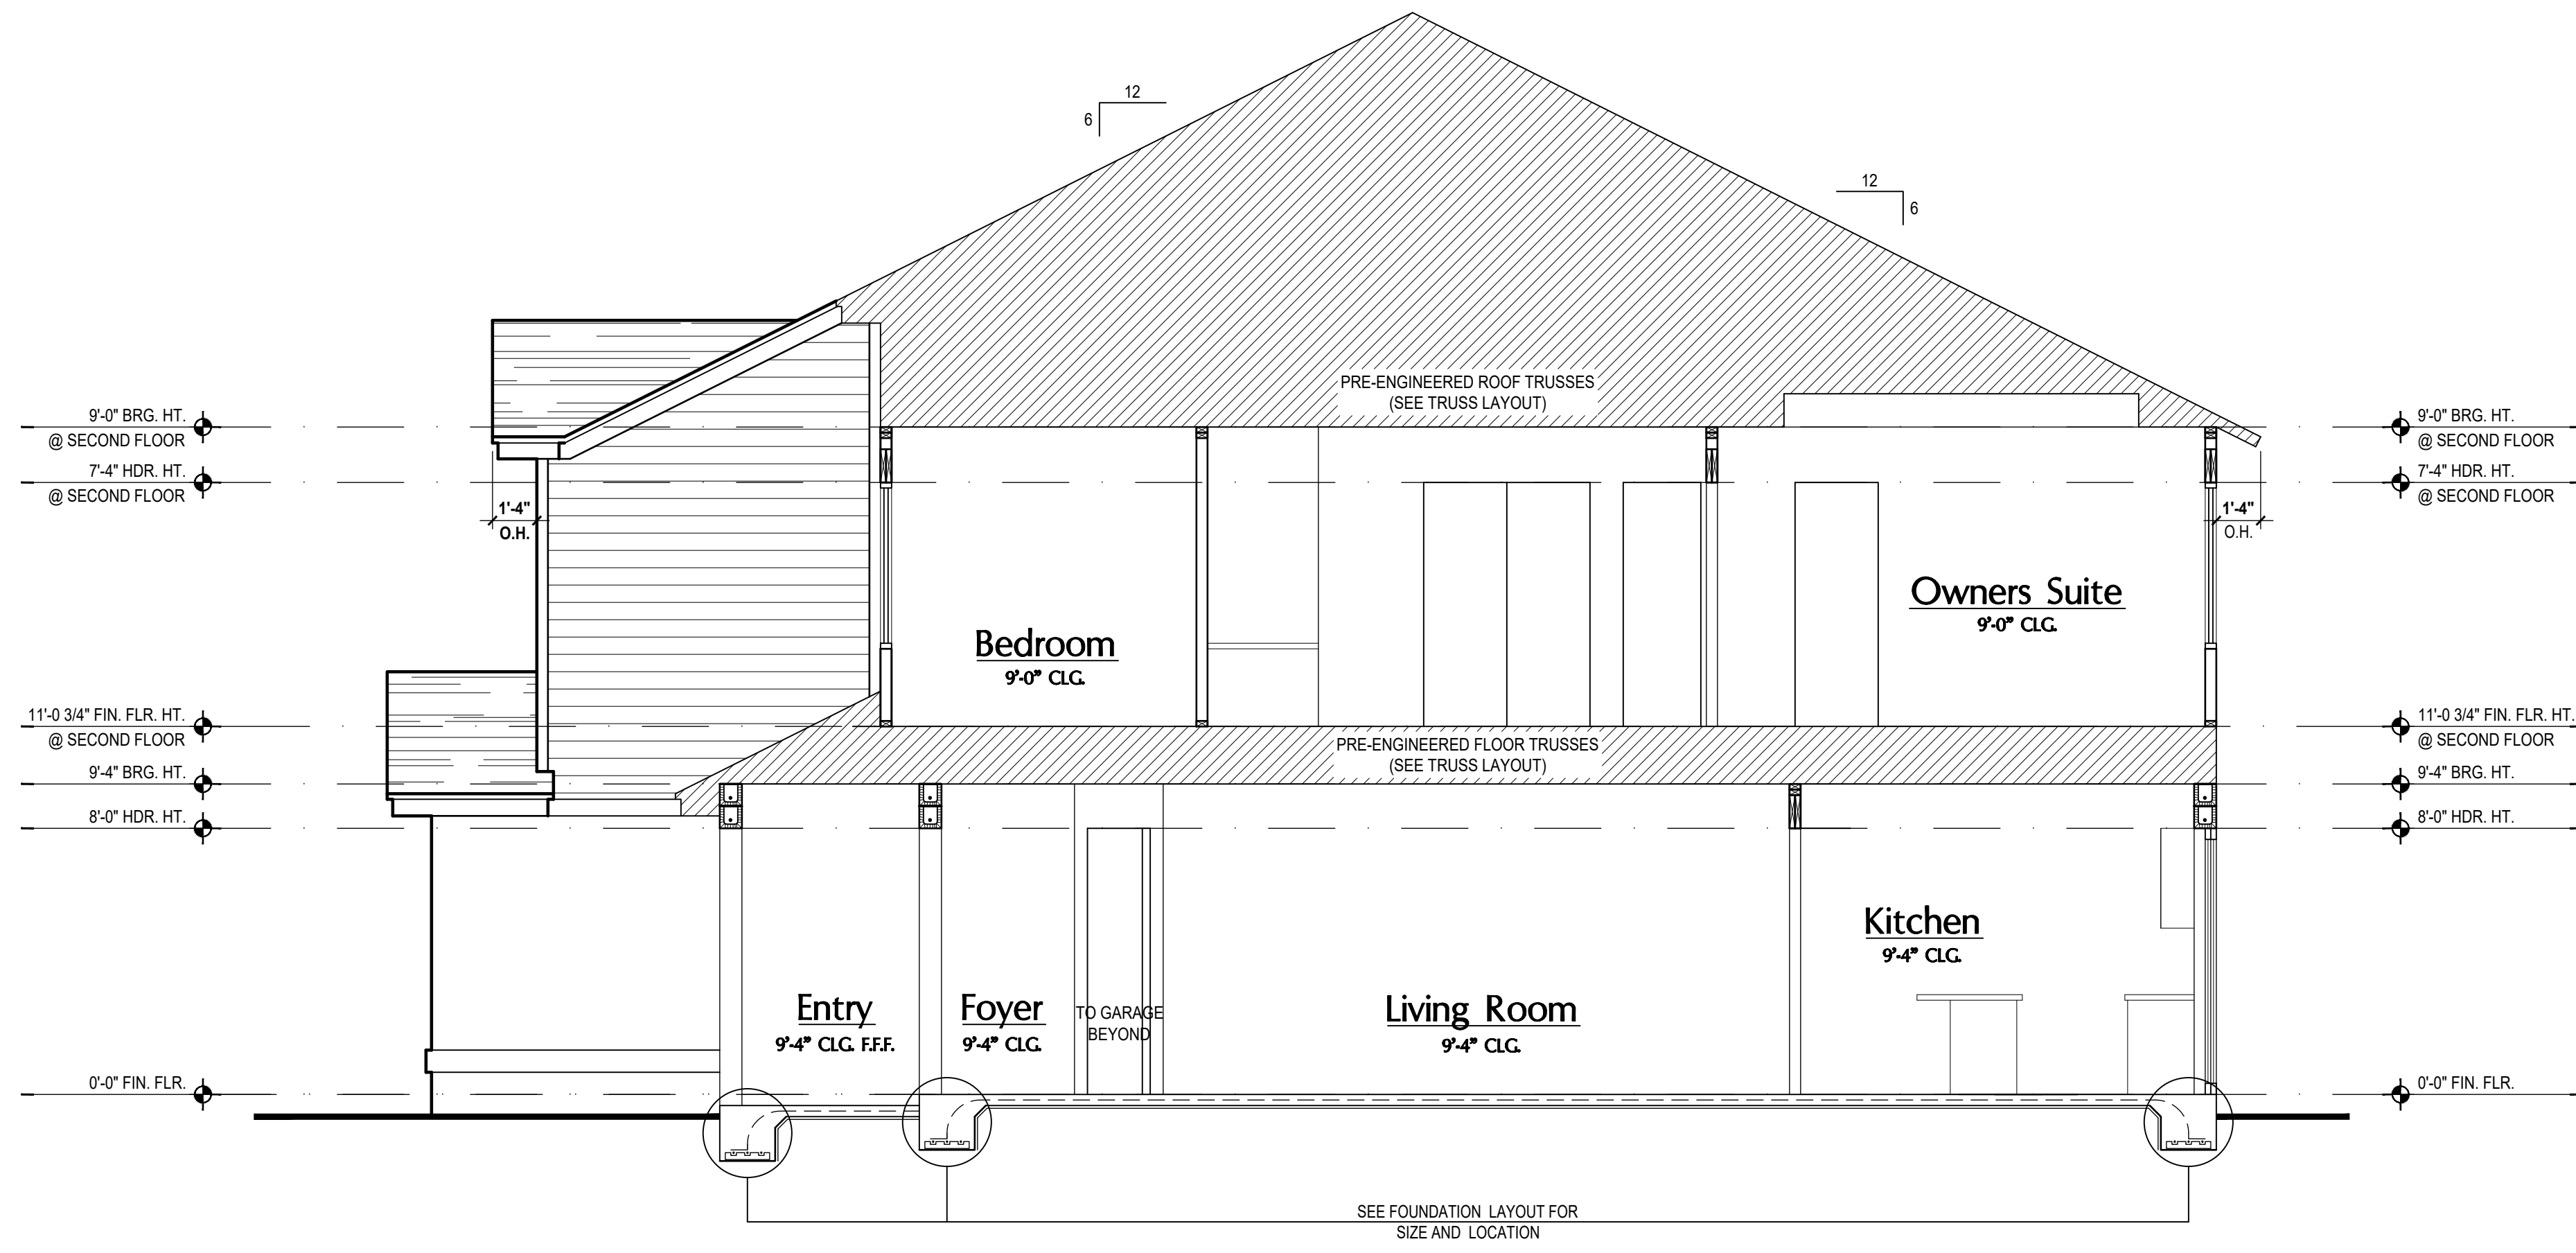 12
6
12
6
PRE-ENGINEERED ROOF TRUSSES
(SEE TRUSS LAYOUT)
9'-0" BRG. HT.
@ SECOND FLOOR
7'-4" HDR. HT.
@ SECOND FLOOR
1'-4"
O.H.
9'-0" BRG. HT.
@ SECOND FLOOR
7'-4" HDR. HT.
@ SECOND FLOOR
1'-4"
O.H.
Bedroom
9'-0" CLG.
Owners Suite
9'-0" CLG.
11'-0 3/4" FIN. FLR. HT.
@ SECOND FLOOR
9'-4" BRG. HT.
8'-0" HDR. HT.
PRE-ENGINEERED FLOOR TRUSSES
(SEE TRUSS LAYOUT)
11'-0 3/4" FIN. FLR. HT.
@ SECOND FLOOR
9'-4" BRG. HT.
8'-0" HDR. HT.
Entry
9'-4" CLG. F.F.F.
Foyer
9'-4" CLG.
TO GARAGE
BEYOND
Living Room
9'-4" CLG.
Kitchen
9'-4" CLG.
0'-0" FIN. FLR.
0'-0" FIN. FLR.
SEE FOUNDATION LAYOUT FOR
SIZE AND LOCATION